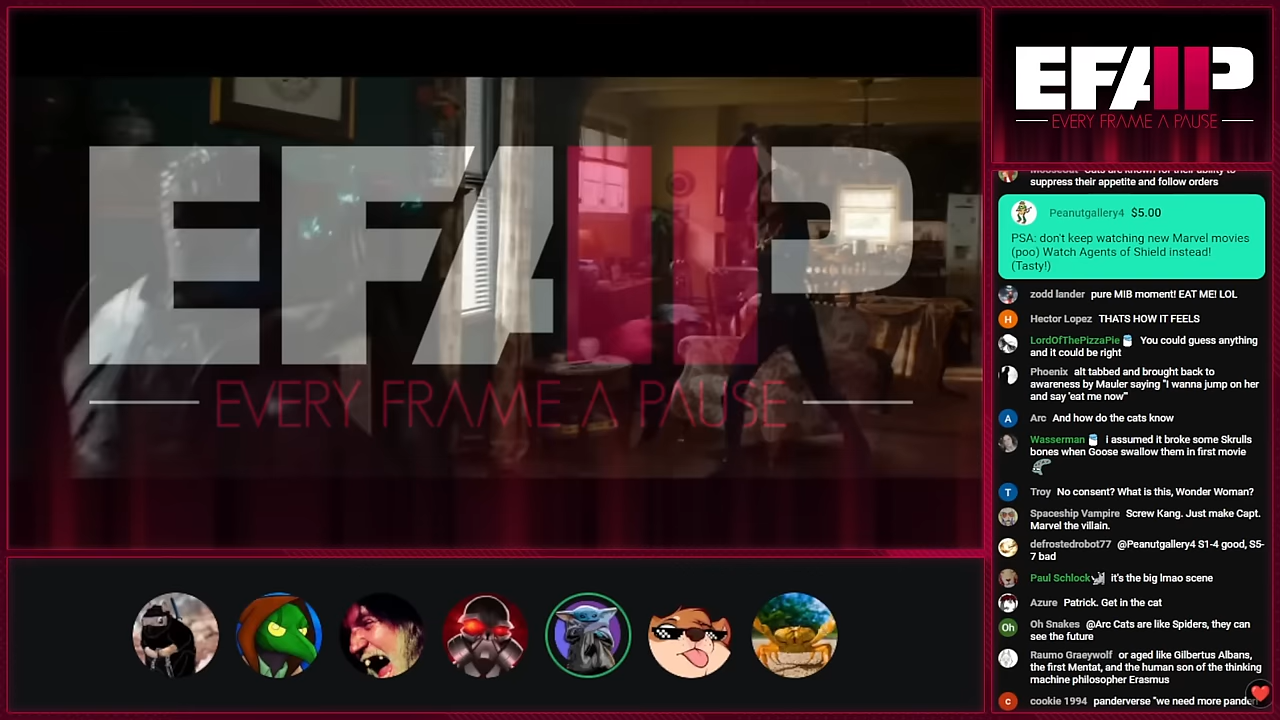 EFAP
EVERY FRAME A PAUSE
EFAP
EVERY FRAME A PAUSE
Moosecat Cats are known for their ability to
suppress their appetite and follow orders
Peanutgallery4 $5.00
PSA: don't keep watching new Marvel movies
(poo) Watch Agents of Shield instead!
(Tasty!)
zodd lander pure MIB moment! EAT ME! LOL
H Hector Lopez THATS HOW IT FEELS
LordOfThePizzaPie You could guess anything
and it could be right
Phoenix alt tabbed and brought back to
awareness by Mauler saying "I wanna jump on her
and say 'eat me now'"
A Arc And how do the cats know
Wasserman i assumed it broke some Skrulls
bones when Goose swallow them in first movie
T Troy No consent? What is this, Wonder Woman?
Spaceship Vampire Screw Kang. Just make Capt.
Marvel the villain.
defrostedrobot77 @Peanutgallery4 S1-4 good, S5-
7 bad
Paul Schlock it's the big lmao scene
Azure Patrick. Get in the cat
Oh Oh Snakes @Arc Cats are like Spiders, they can
see the future
Raumo Graeywolf or aged like Gilbertus Albans,
the first Mentat, and the human son of the thinking
machine philosopher Erasmus
c cookie 1994 panderverse "we need more pander